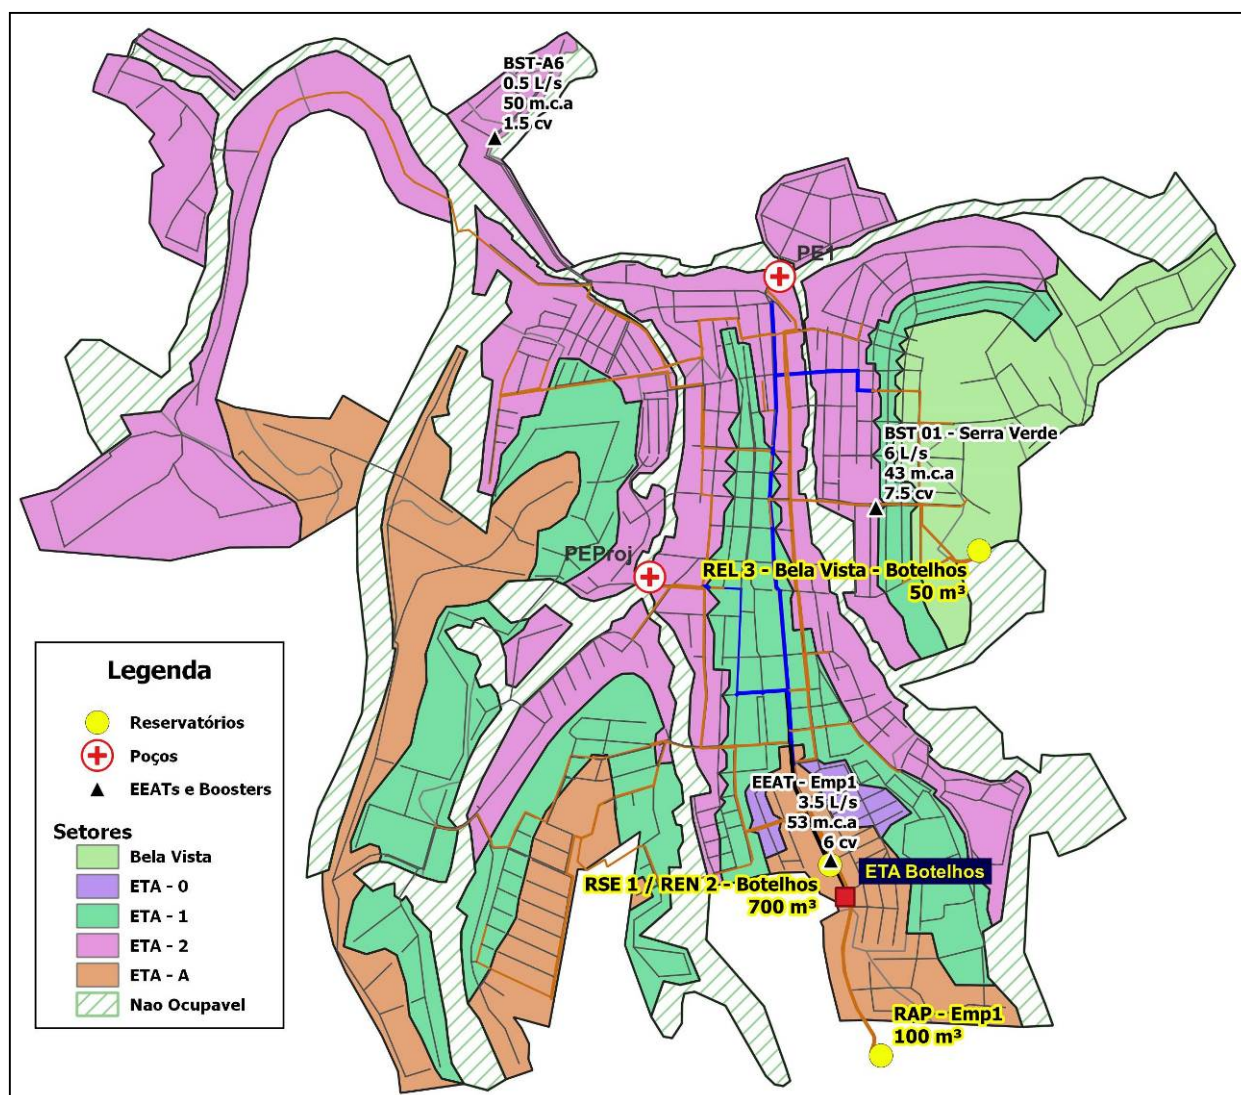 BST-A6
0.5 L/s
50 m.c.a
1.5 cv
PE1
BST 01 - Serra Verde
6 L/s
43 m.c.a
7.5 cv
PEProj
REL 3 - Bela Vista - Botelhos
50 m³
EEAT - Emp1
3.5 L/s
53 m.c.a
6 cv
ETA Botelhos
RSE 1 / REN 2 - Botelhos
700 m³
RAP - Emp1
100 m³
Legenda
Reservatórios
Poços
EEATs e Boosters
Setores
Bela Vista
ETA - 0
ETA - 1
ETA - 2
ETA - A
Nao Ocupavel